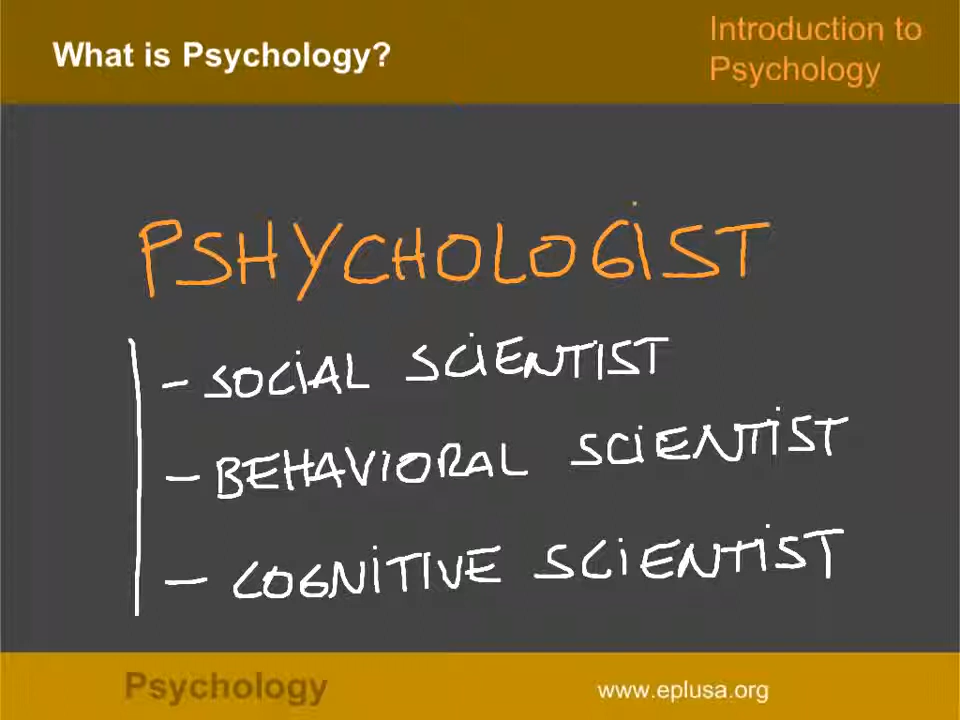 What is Psychology?
Introduction to
Psychology
PSHYCHOLOGiST
- SOCiAL SCiENTIST
- BEHAVIORAL SCiENTiST
- COGNiTIVE SCiENTiST
Psychology
www.eplusa.org